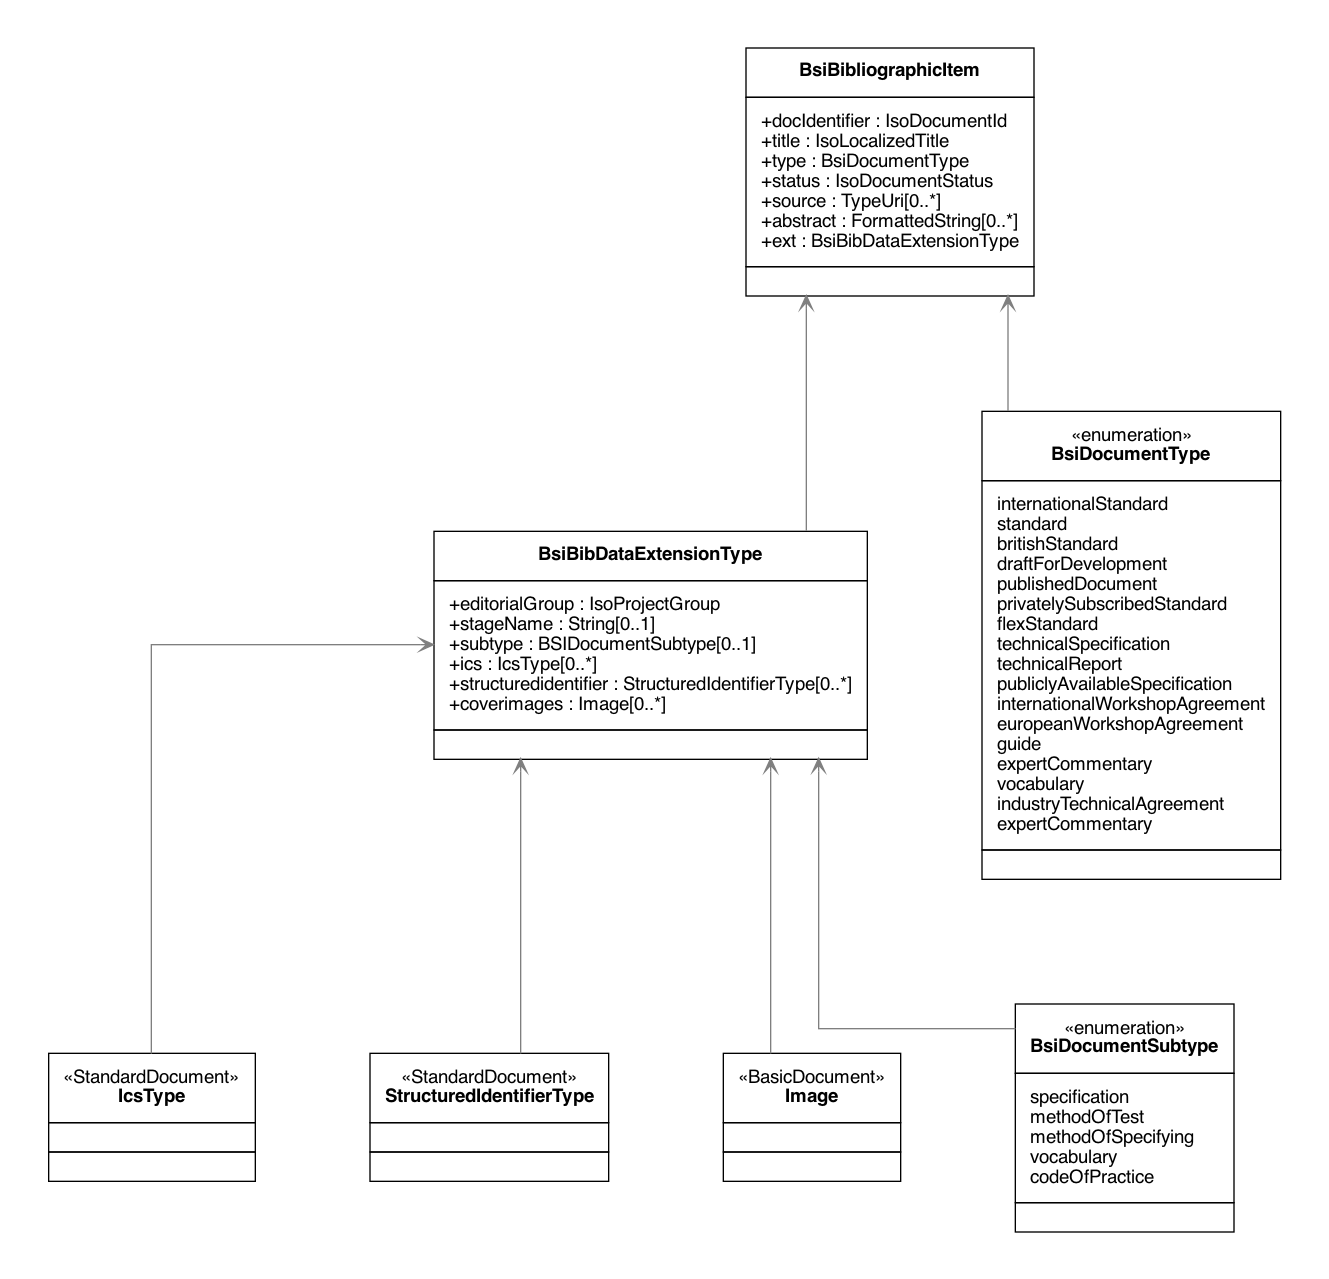 BsiBibliographicItem
+docIdentifier : IsoDocumentId
+title : IsoLocalizedTitle
+type : BsiDocumentType
+status : IsoDocumentStatus
+source : TypeUri[0..*]
+abstract : FormattedString[0..*]
+ext : BsiBibDataExtensionType
«enumeration»
BsiDocumentType
internationalStandard
standard
britishStandard
draftForDevelopment
publishedDocument
privatelySubscribedStandard
flexStandard
technicalSpecification
technicalReport
publiclyAvailableSpecification
internationalWorkshopAgreement
europeanWorkshopAgreement
guide
expertCommentary
vocabulary
industryTechnicalAgreement
expertCommentary
BsiBibDataExtensionType
+editorialGroup : IsoProjectGroup
+stageName : String[0..1]
+subtype : BSIDocumentSubtype[0..1]
+ics : IcsType[0..*]
+structuredidentifier : StructuredIdentifierType[0..*]
+coverimages : Image[0..*]
«StandardDocument»
IcsType
«StandardDocument»
StructuredIdentifierType
«BasicDocument»
Image
«enumeration»
BsiDocumentSubtype
specification
methodOfTest
methodOfSpecifying
vocabulary
codeOfPractice